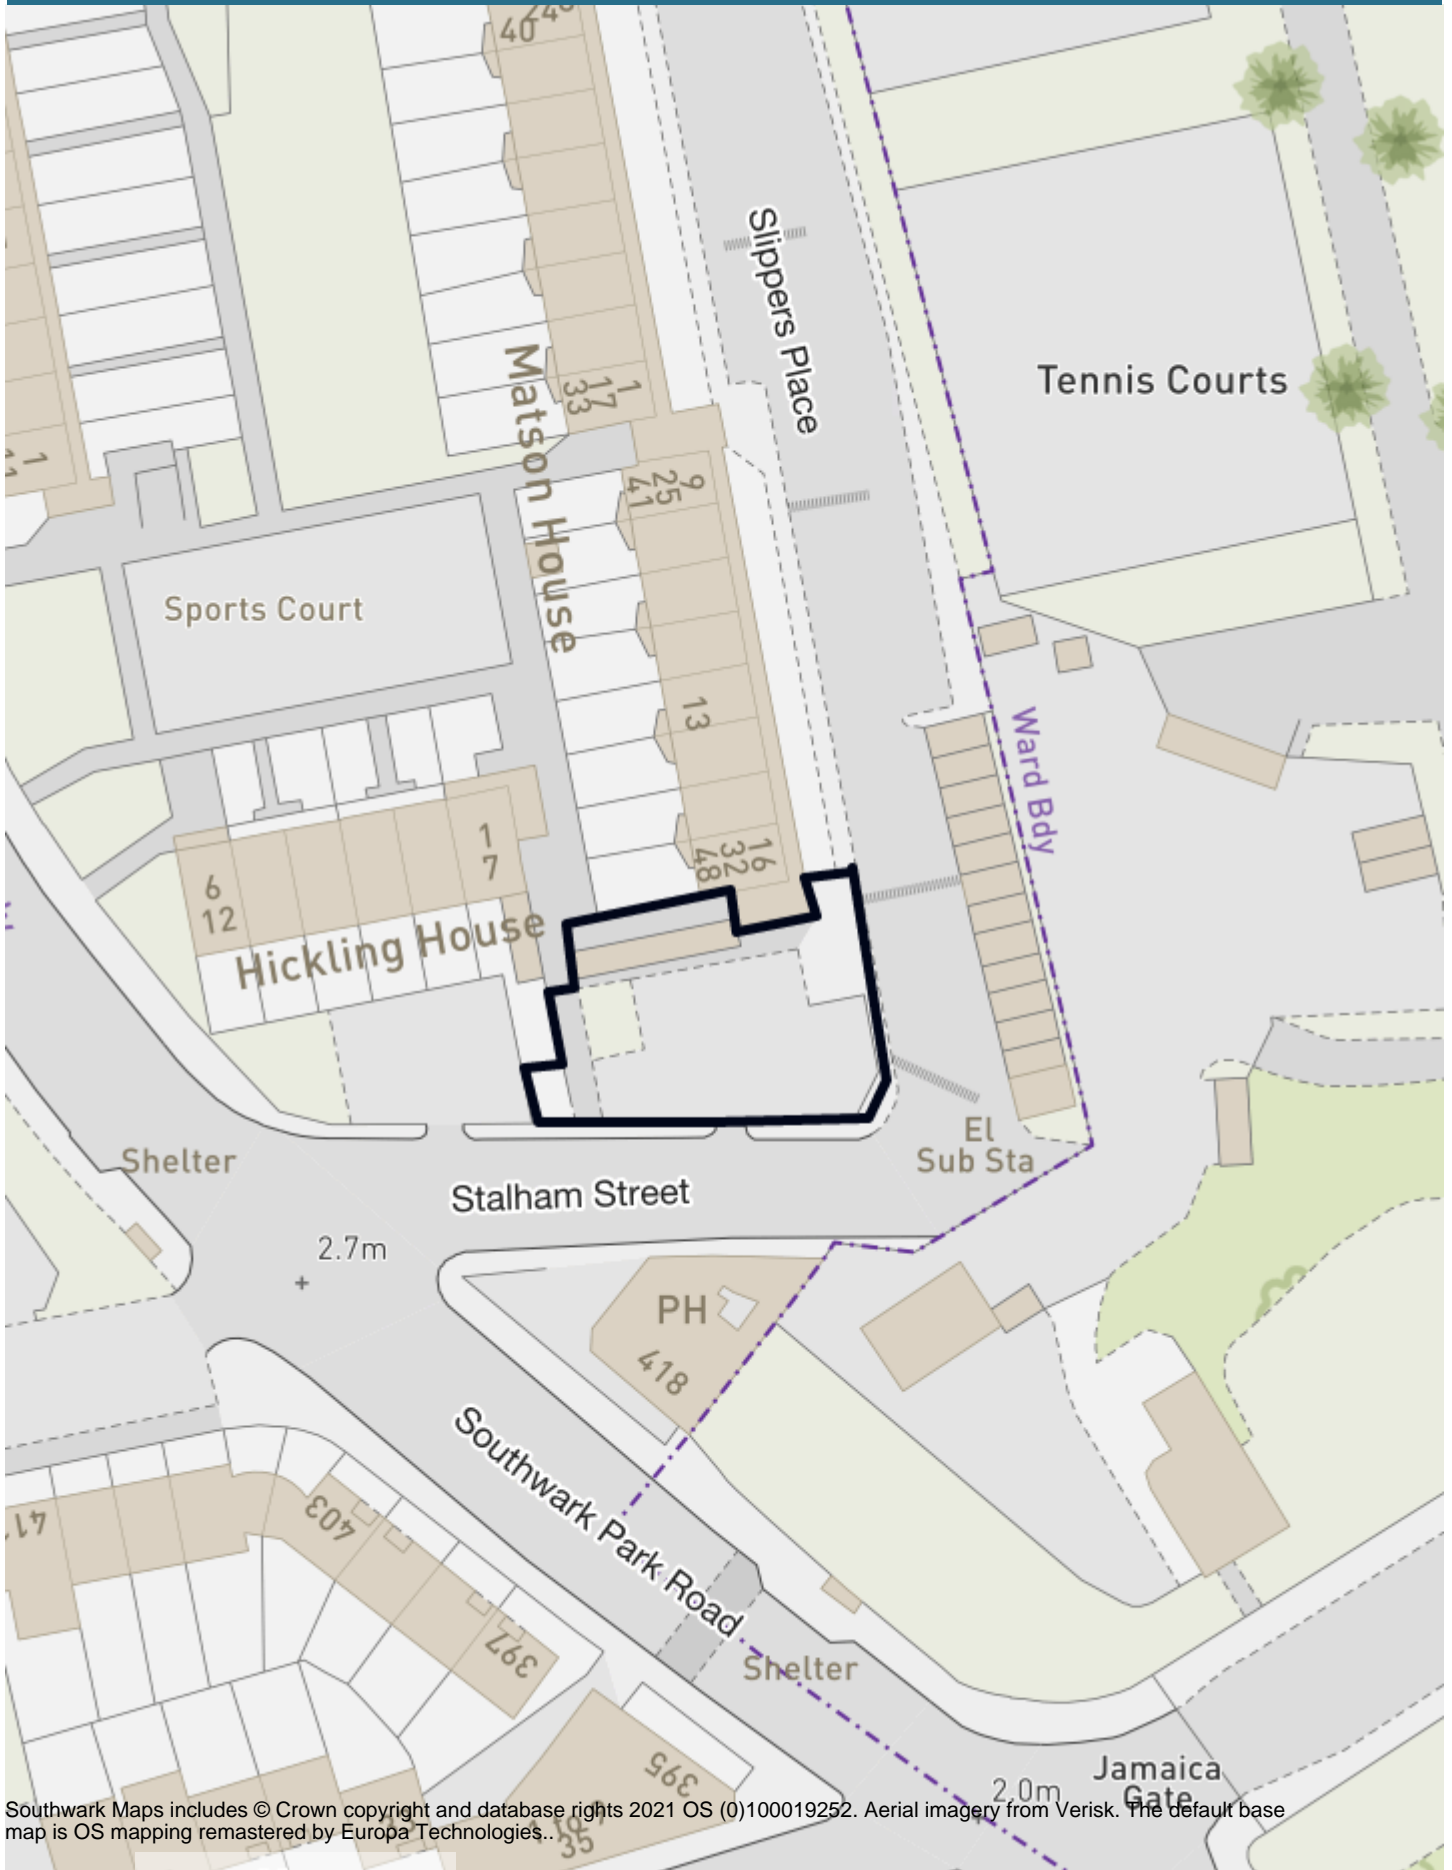 40
Slippers Place
Tennis Courts
Matson House
1
17
33
1
9
25
41
Sports Court
13
Ward Bdy
16
32
48
1
7
6
12
Hickling House
El
Sub Sta
Shelter
Stalham Street
2.7m
PH
418
Southwark Park Road
403
397
Shelter
395
Jamaica
Gate
2.0m
35
Southwark Maps includes © Crown copyright and database rights 2021 OS (0)100019252. Aerial imagery from Verisk. The default base
map is OS mapping remastered by Europa Technologies..